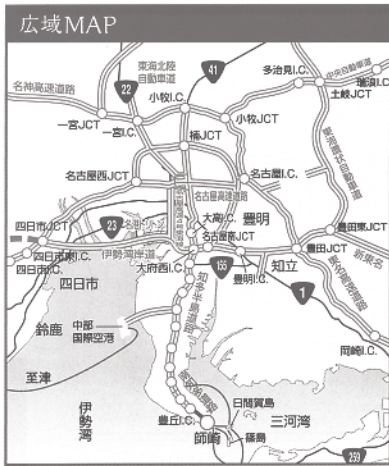 広域MAP
東海北陸
自動車道
41
多治見I.C.
中央自動車道
瑞浪I.C.
土岐JCT
名神高速道路
22
小牧I.C.
一宮JCT
一宮I.C.
小牧JCT
楠JCT
東海環状自動車道
名古屋西JCT
名古屋I.C.
名古屋高速道路
四日市JCT
23
大高I.C.
豊明
名古屋南JCT
豊田東JCT
四日市東I.C.
伊勢湾岸道
豊田JCT
新東名
四日市I.C.
大府西I.C.
155
豊明I.C.
知立
東名高速道路
四日市
知多半島道路
1
鈴鹿
中部
国際空港
岡崎I.C.
至津
日間賀島
伊勢湾
豊丘I.C.
三河湾
師崎
篠島
259